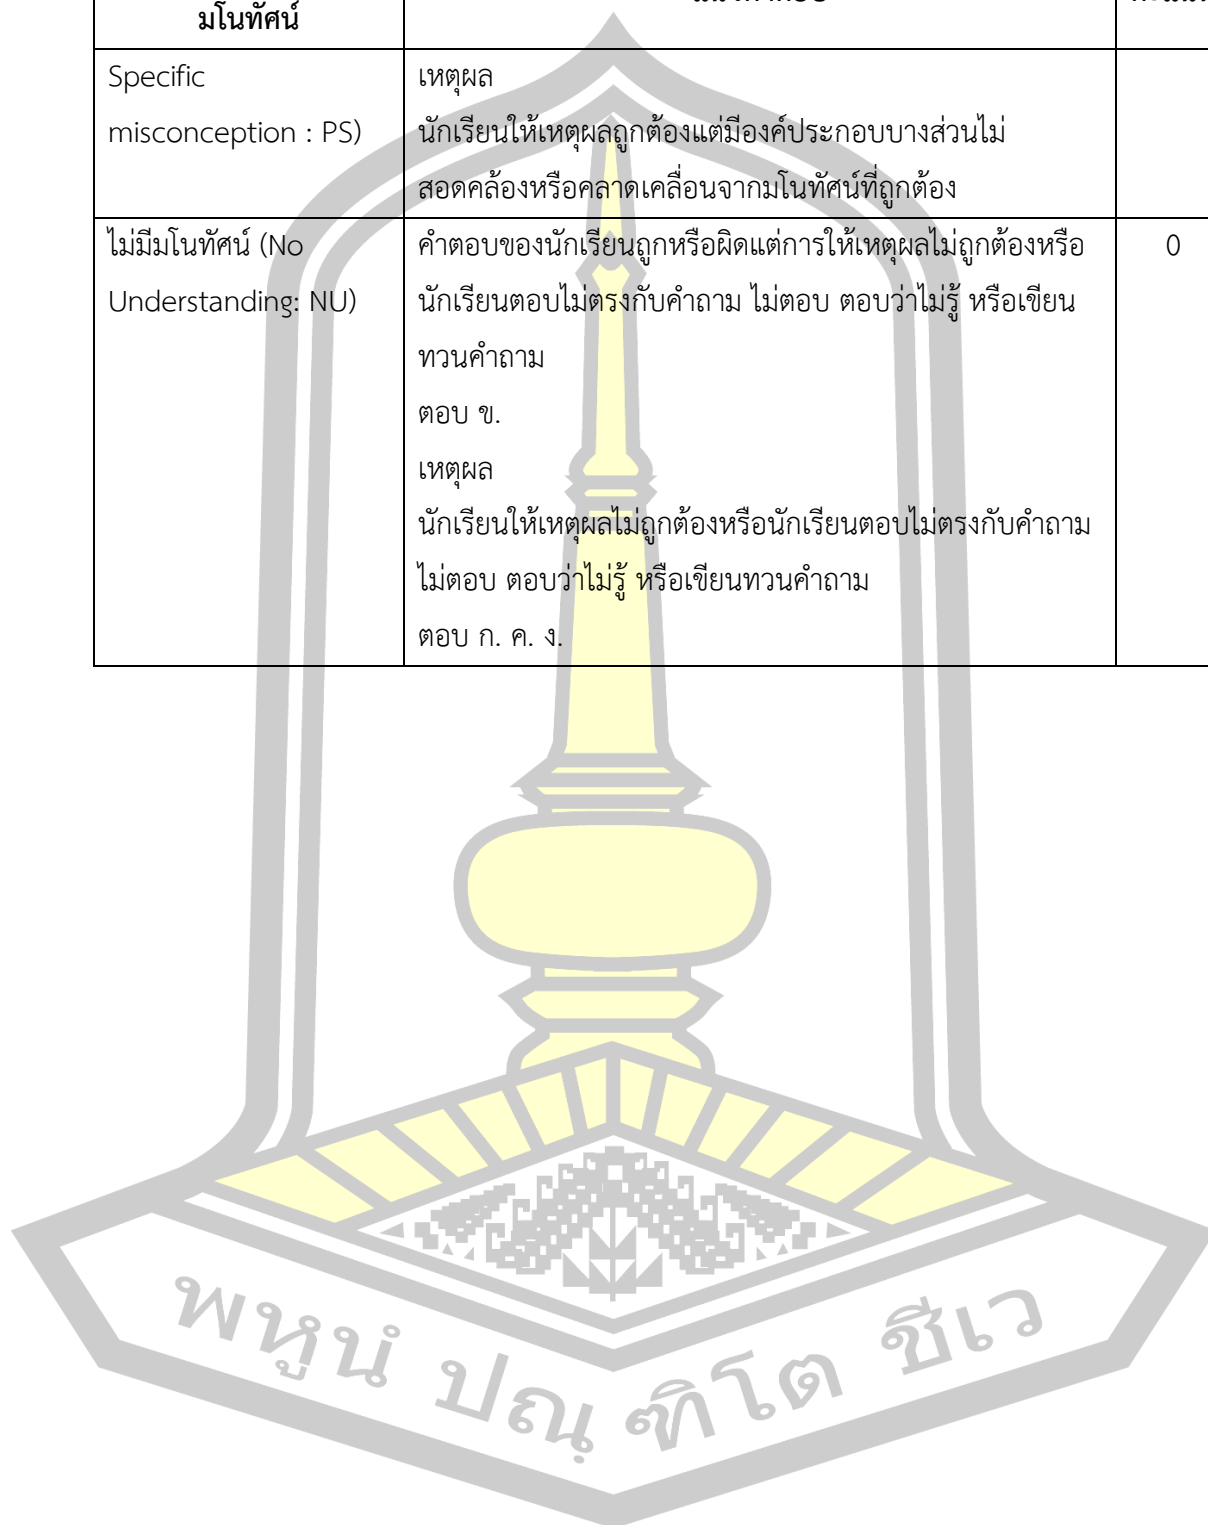 มโนทัศน์
Specific
misconception : PS)
เหตุผล
นักเรียนให้เหตุผลถูกต้องแต่มีองค์ประกอบบางส่วนไม่
สอดคล้องหรือคลาดเคลื่อนจากมโนทัศน์ที่ถูกต้อง
ไม่มีมโนทัศน์ (No
Understanding: NU)
คำตอบของนักเรียนถูกหรือผิดแต่การให้เหตุผลไม่ถูกต้องหรือ
นักเรียนตอบไม่ตรงกับคำถาม ไม่ตอบ ตอบว่าไม่รู้ หรือเขียน
ทวนคำถาม
ตอบ ข.
เหตุผล
นักเรียนให้เหตุผลไม่ถูกต้องหรือนักเรียนตอบไม่ตรงกับคำถาม
ไม่ตอบ ตอบว่าไม่รู้ หรือเขียนทวนคำถาม
ตอบ ก. ค. ง.
0
พหูนํ ปณฺฑิโต ชีเว